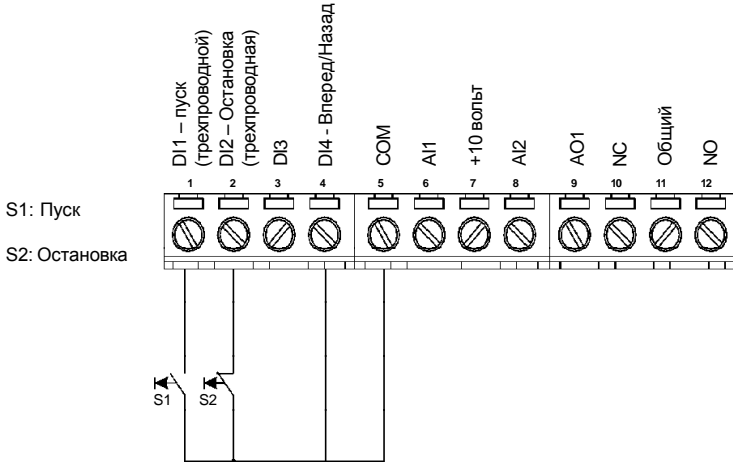 DI1 – пуск
(трехпроводной)
DI2 – Остановка
(трехпроводная)
DI3
DI4 - Вперед/Назад
COM
AI1
+10 вольт
AI2
AO1
NC
Общий
NO
1 2 3 4 5 6 7 8 9 10 11 12
S1: Пуск
S2: Остановка
S1 S2